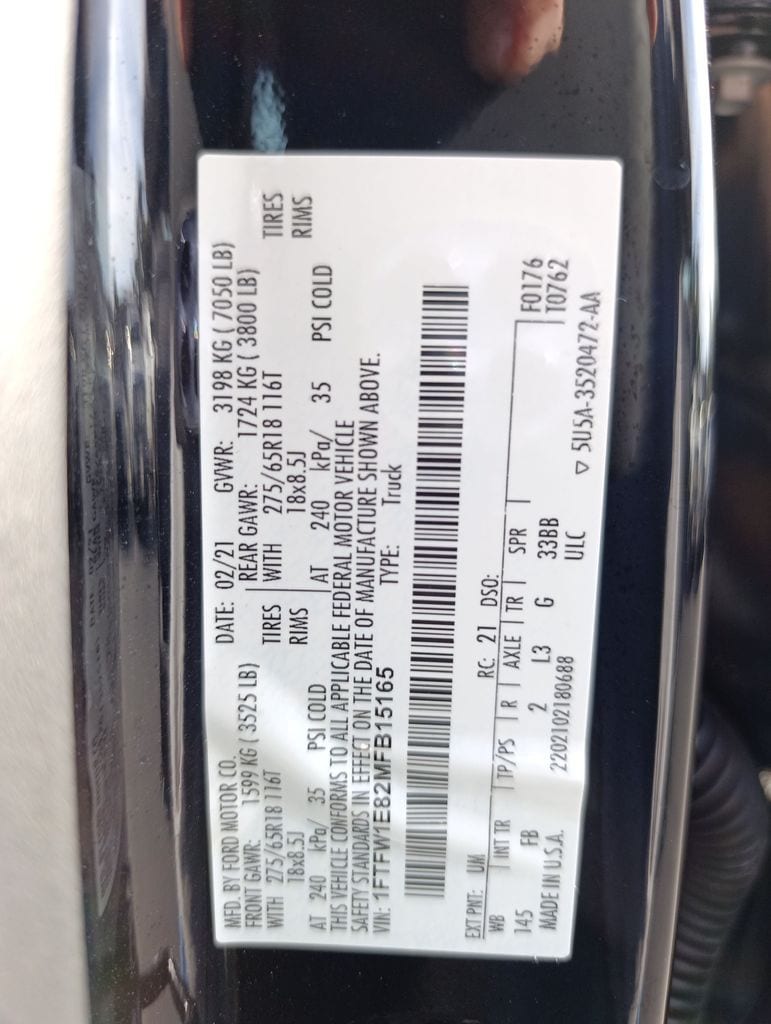 MFD. BY FORD MOTOR CO. DATE: 02/21 GVWR: 3198 KG ( 7050 LB)
FRONT GAWR: 1599 KG ( 3525 LB) REAR GAWR: 1724 KG ( 3800 LB)
WITH 275/65R18 116T TIRES WITH 275/65R18 116T TIRES
18x8.5J RIMS 18x8.5J RIMS
AT 240 kPa/ 35 PSI COLD AT 240 kPa/ 35 PSI COLD
THIS VEHICLE CONFORMS TO ALL APPLICABLE FEDERAL MOTOR VEHICLE
SAFETY STANDARDS IN EFFECT ON THE DATE OF MANUFACTURE SHOWN ABOVE.
VIN: 1FTFW1E82MFB15165 TYPE: Truck
EXT PNT: UM RC: 21 DSO:
WB INT TR TP/PS R AXLE TR SPR F0176
145 FB 2 L3 G 33BB T0762
MADE IN U.S.A. 2202102180688 UIC
▽ 5U5A-3520472-AA